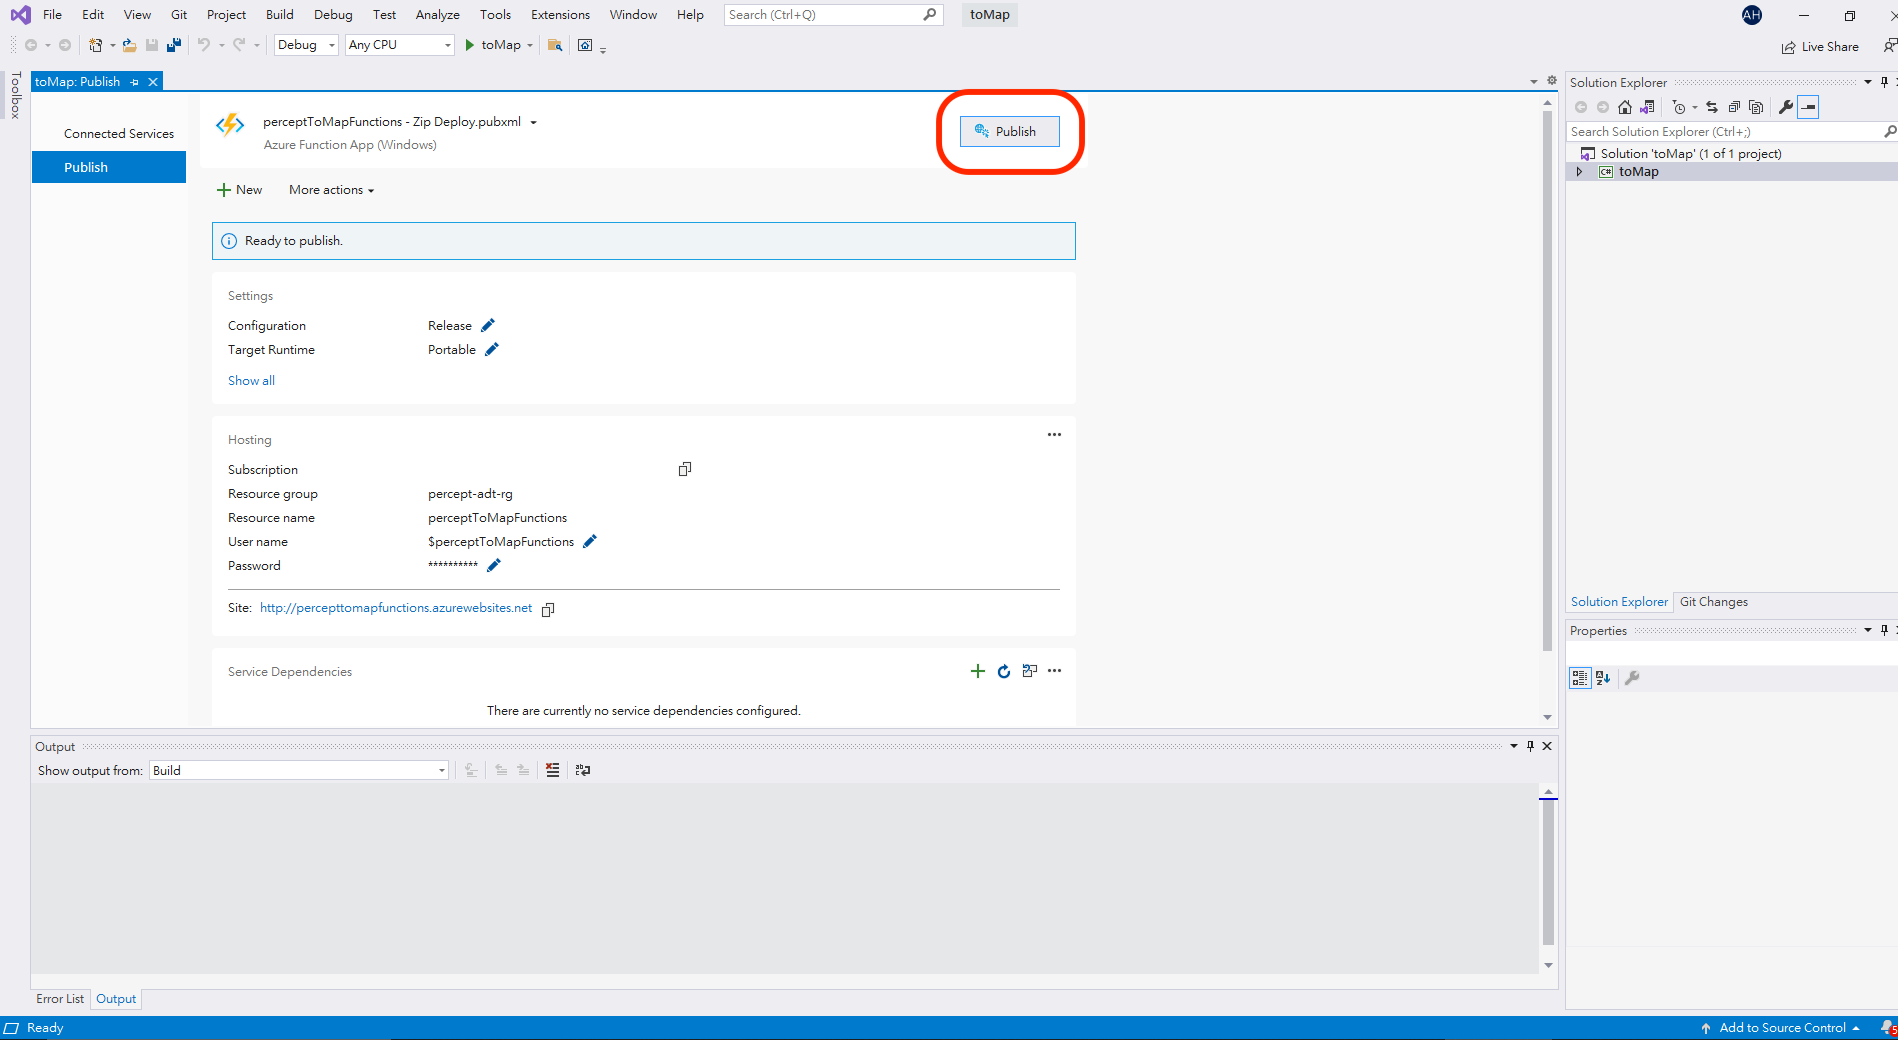 File Edit View Git Project Build Debug Test Analyze Tools Extensions Window Help Search (Ctrl+Q) toMap AH
Debug Any CPU toMap Live Share
Toolbox
toMap: Publish
Connected Services
Publish
perceptToMapFunctions - Zip Deploy.pubxml
Azure Function App (Windows)
Publish
New More actions
Ready to publish.
Settings
Configuration Release
Target Runtime Portable
Show all
Hosting
Subscription
Resource group percept-adt-rg
Resource name perceptToMapFunctions
User name $perceptToMapFunctions
Password **********
Site: http://percepttomapfunctions.azurewebsites.net
Service Dependencies
There are currently no service dependencies configured.
Output
Show output from: Build
Error List Output
Solution Explorer
Search Solution Explorer (Ctrl+;)
Solution 'toMap' (1 of 1 project)
C# toMap
Solution Explorer Git Changes
Properties
Ready Add to Source Control 5